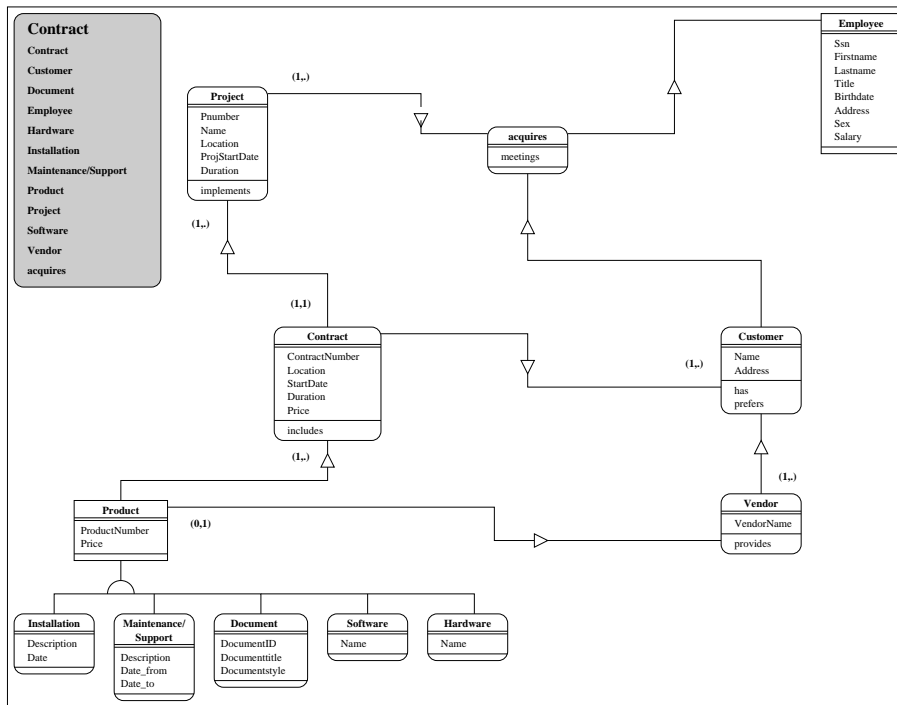 Contract
Contract
Customer
Document
Employee
Hardware
Installation
Maintenance/Support
Product
Project
Software
Vendor
acquires
Employee
Ssn
Firstname
Lastname
Title
Birthdate
Address
Sex
Salary
(1,.)
Project
Pnumber
Name
Location
ProjStartDate
Duration
implements
acquires
meetings
(1,.)
(1,1)
Contract
ContractNumber
Location
StartDate
Duration
Price
includes
Customer
Name
Address
has
prefers
(1,.)
(1,.)
(1,.)
Product
ProductNumber
Price
(0,1)
Vendor
VendorName
provides
Installation
Description
Date
Maintenance/
Support
Description
Date_from
Date_to
Document
DocumentID
Documenttitle
Documentstyle
Software
Name
Hardware
Name